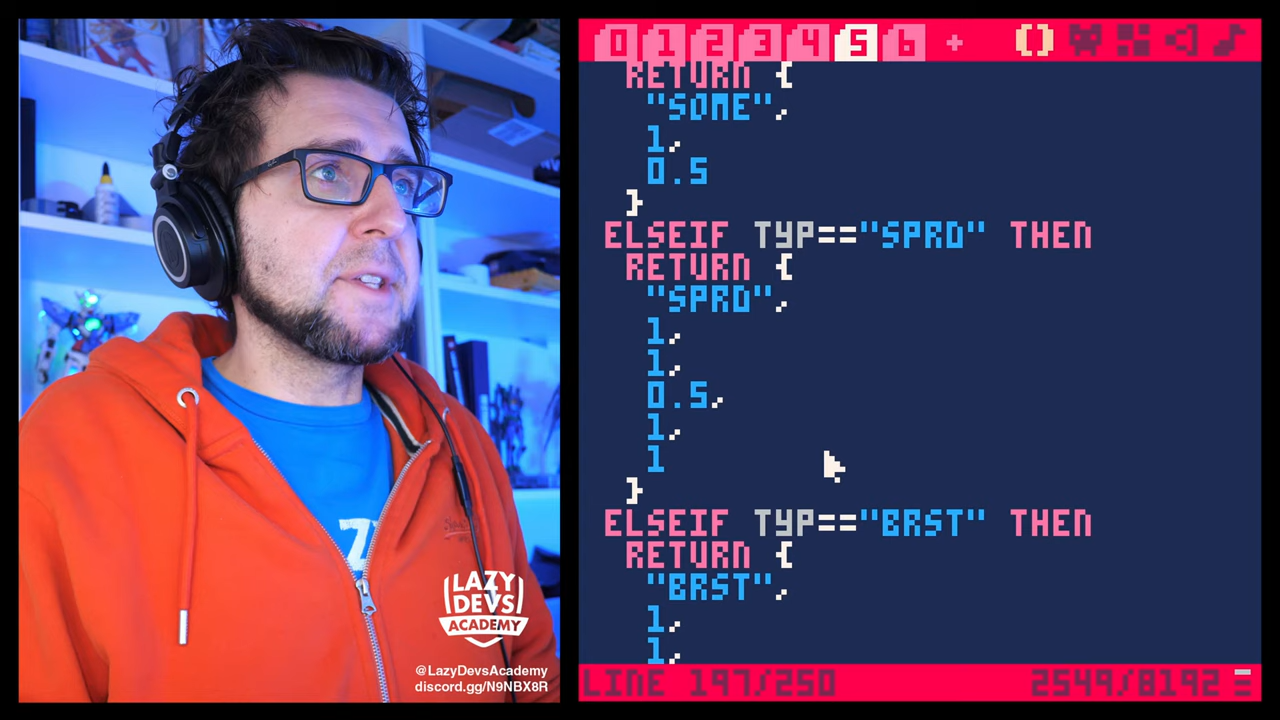 LAZY
DEVS
ACADEMY
@LazyDevsAcademy
discord.gg/N9NBX8R
0 1 2 3 4 5 6 +
RETURN {
"SOME",
1,
0.5
}
ELSEIF TYP=="SPRD" THEN
RETURN {
"SPRD",
1,
1,
0.5,
1,
1
}
ELSEIF TYP=="BRST" THEN
RETURN {
"BRST",
1,
1,
LINE 197/250
2549/8192